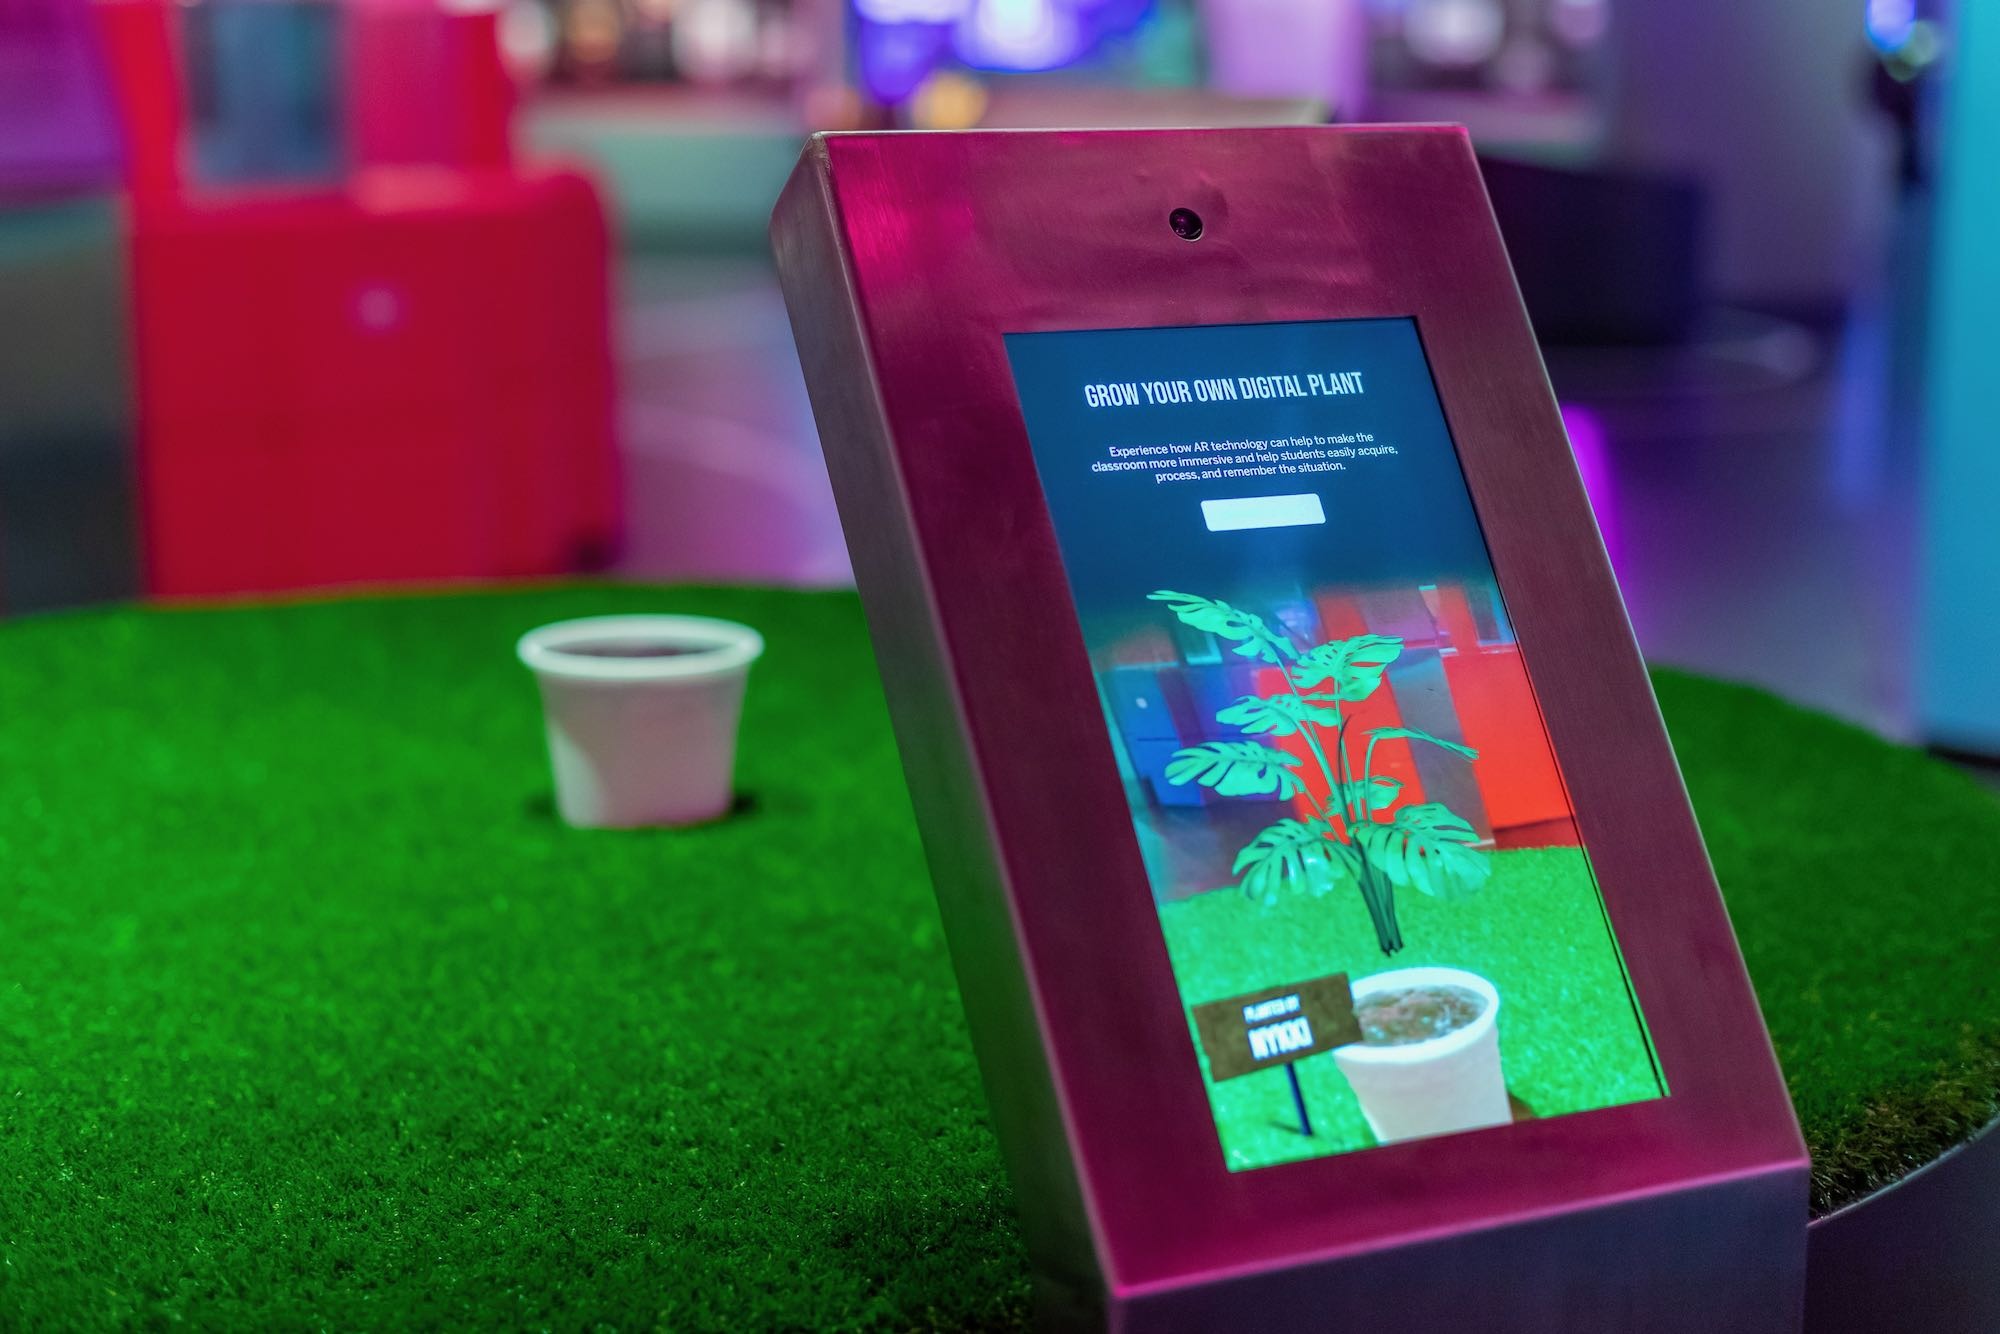 GROW YOUR OWN DIGITAL PLANT
Experience how AR technology can help to make the
classroom more immersive and help students easily acquire,
process, and remember the situation.
PLANTED BY
NYKKI